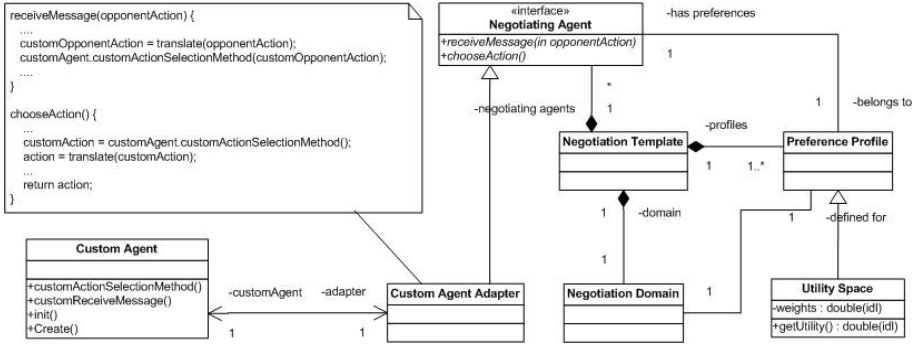 receiveMessage(opponentAction) {
....
customOpponentAction = translate(opponentAction);
customAgent.customActionSelectionMethod(customOpponentAction);
....
}
chooseAction() {
...
customAction = customAgent.customActionSelectionMethod();
action = translate(customAction);
...
return action;
}
«interface»
Negotiating Agent
+receiveMessage(in opponentAction)
+chooseAction()
-has preferences
1
*
-negotiating agents
1
1
-belongs to
Negotiation Template
-profiles
1
1..*
Preference Profile
1
-domain
1
1
-defined for
1
Custom Agent
+customActionSelectionMethod()
+customReceiveMessage()
+init()
+Create()
-customAgent
-adapter
1
1
Custom Agent Adapter
Negotiation Domain
Utility Space
-weights : double(idl)
+getUtility() : double(idl)